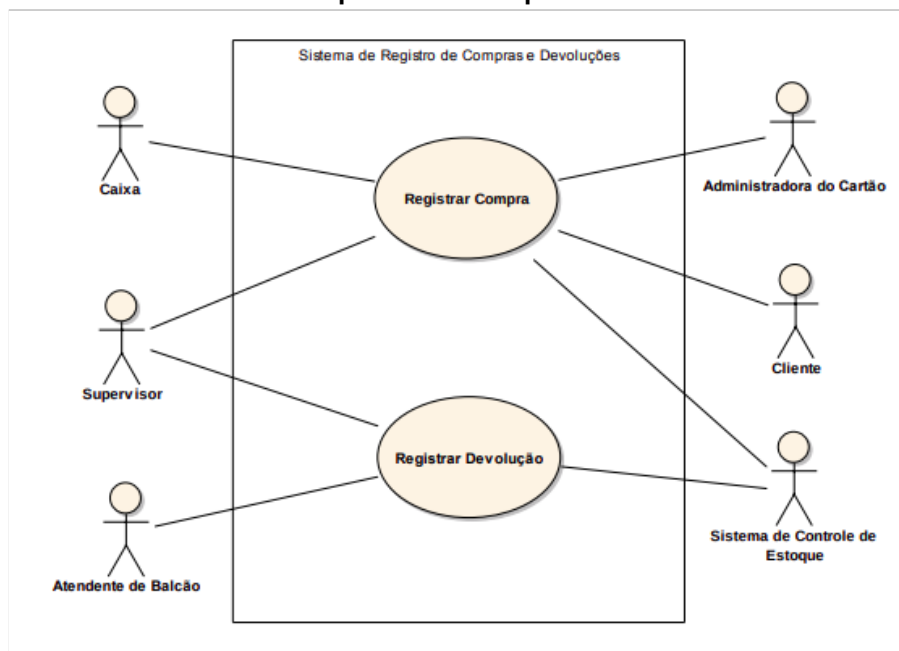 Sistema de Registro de Compras e Devoluções
Caixa
Registrar Compra
Administradora do Cartão
Supervisor
Cliente
Registrar Devolução
Atendente de Balcão
Sistema de Controle de
Estoque